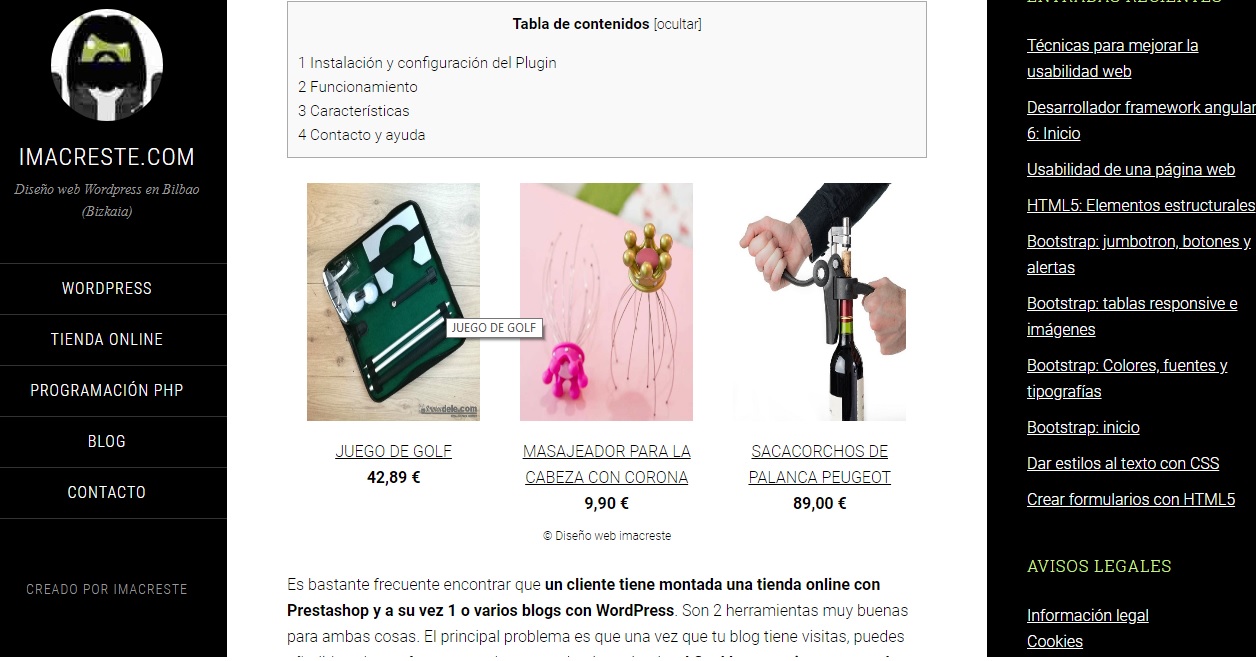 IMACRESTE.COM
Diseño web Wordpress en Bilbao
(Bizkaia)
WORDPRESS
TIENDA ONLINE
PROGRAMACIÓN PHP
BLOG
CONTACTO
CREADO POR IMACRESTE
Tabla de contenidos [ocultar]
1 Instalación y configuración del Plugin
2 Funcionamiento
3 Características
4 Contacto y ayuda
JUEGO DE GOLF
JUEGO DE GOLF
42,89 €
MASAJEADOR PARA LA
CABEZA CON CORONA
9,90 €
SACACORCHOS DE
PALANCA PEUGEOT
89,00 €
© Diseño web imacreste
Es bastante frecuente encontrar que un cliente tiene montada una tienda online con
Prestashop y a su vez 1 o varios blogs con WordPress. Son 2 herramientas muy buenas
para ambas cosas. El principal problema es que una vez que tu blog tiene visitas, puedes
ENTRADAS RECIENTES
Técnicas para mejorar la
usabilidad web
Desarrollador framework angular
6: Inicio
Usabilidad de una página web
HTML5: Elementos estructurales
Bootstrap: jumbotron, botones y
alertas
Bootstrap: tablas responsive e
imágenes
Bootstrap: Colores, fuentes y
tipografías
Bootstrap: inicio
Dar estilos al texto con CSS
Crear formularios con HTML5
AVISOS LEGALES
Información legal
Cookies